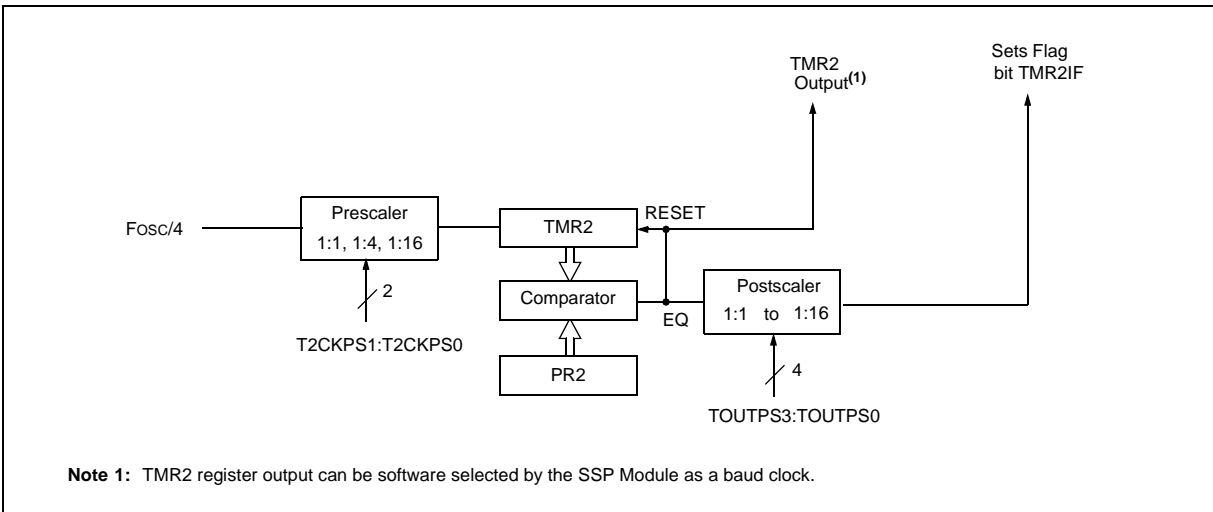 Sets Flag
bit TMR2IF
TMR2
Output(1)
RESET
Prescaler
1:1, 1:4, 1:16
TMR2
FOSC/4
2
T2CKPS1:T2CKPS0
Comparator
EQ
Postscaler
1:1 to 1:16
PR2
4
TOUTPS3:TOUTPS0
Note 1: TMR2 register output can be software selected by the SSP Module as a baud clock.